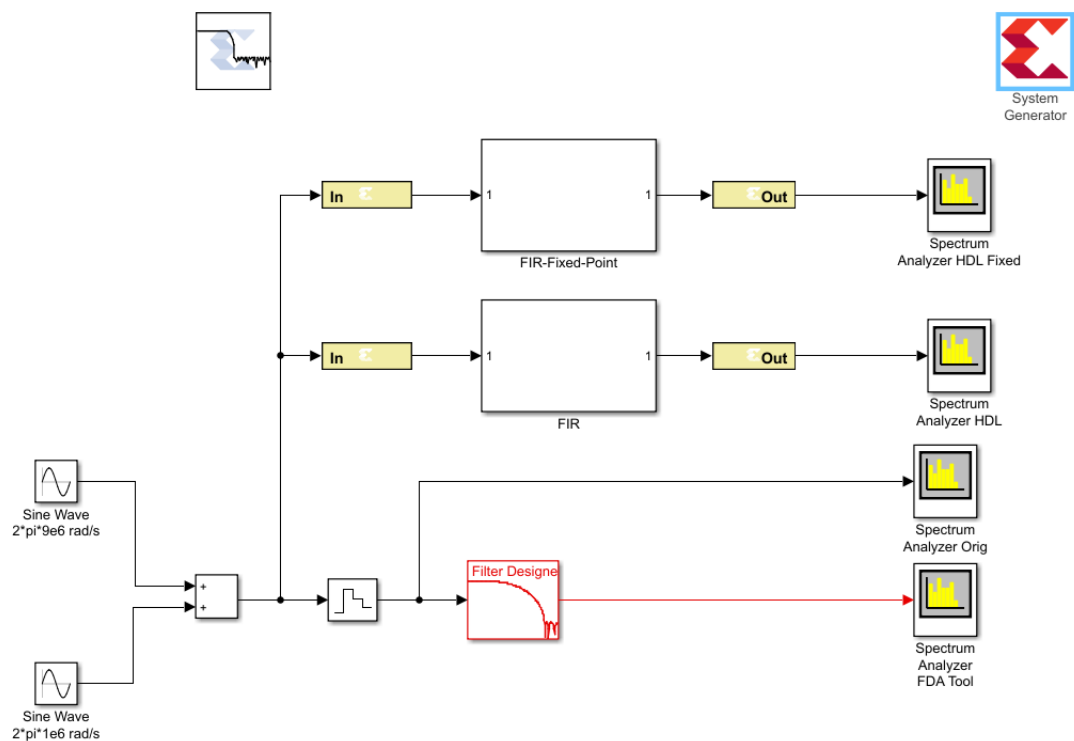 System
Generator
In
1
1
Out
FIR-Fixed-Point
Spectrum
Analyzer HDL Fixed
In
1
1
Out
FIR
Spectrum
Analyzer HDL
Sine Wave
2*pi*9e6 rad/s
Spectrum
Analyzer Orig
Filter Designe
+
+
Spectrum
Analyzer
FDA Tool
Sine Wave
2*pi*1e6 rad/s